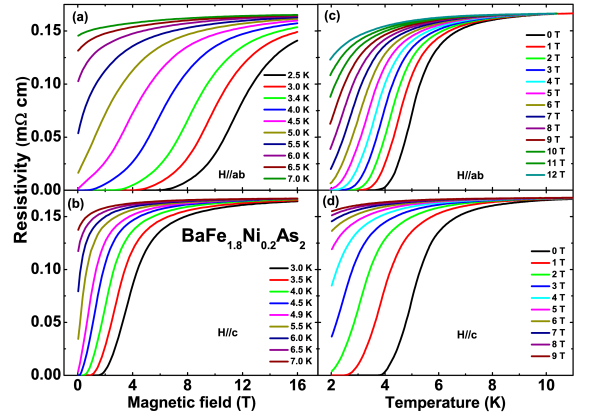 Resistivity (mΩ cm)
(a)
0.15
0.10
0.05
0.00
2.5 K
3.0 K
3.4 K
4.0 K
4.5 K
5.0 K
5.5 K
6.0 K
6.5 K
7.0 K
H//ab
(c)
0 T
1 T
2 T
3 T
4 T
5 T
6 T
7 T
8 T
9 T
10 T
11 T
12 T
H//ab
(b)
BaFe1.8Ni0.2As2
0.15
0.10
0.05
0.00
3.0 K
3.5 K
4.0 K
4.5 K
4.9 K
5.5 K
6.0 K
6.5 K
7.0 K
H//c
0 4 8 12 16
Magnetic field (T)
(d)
0 T
1 T
2 T
3 T
4 T
5 T
6 T
7 T
8 T
9 T
H//c
2 4 6 8 10
Temperature (K)